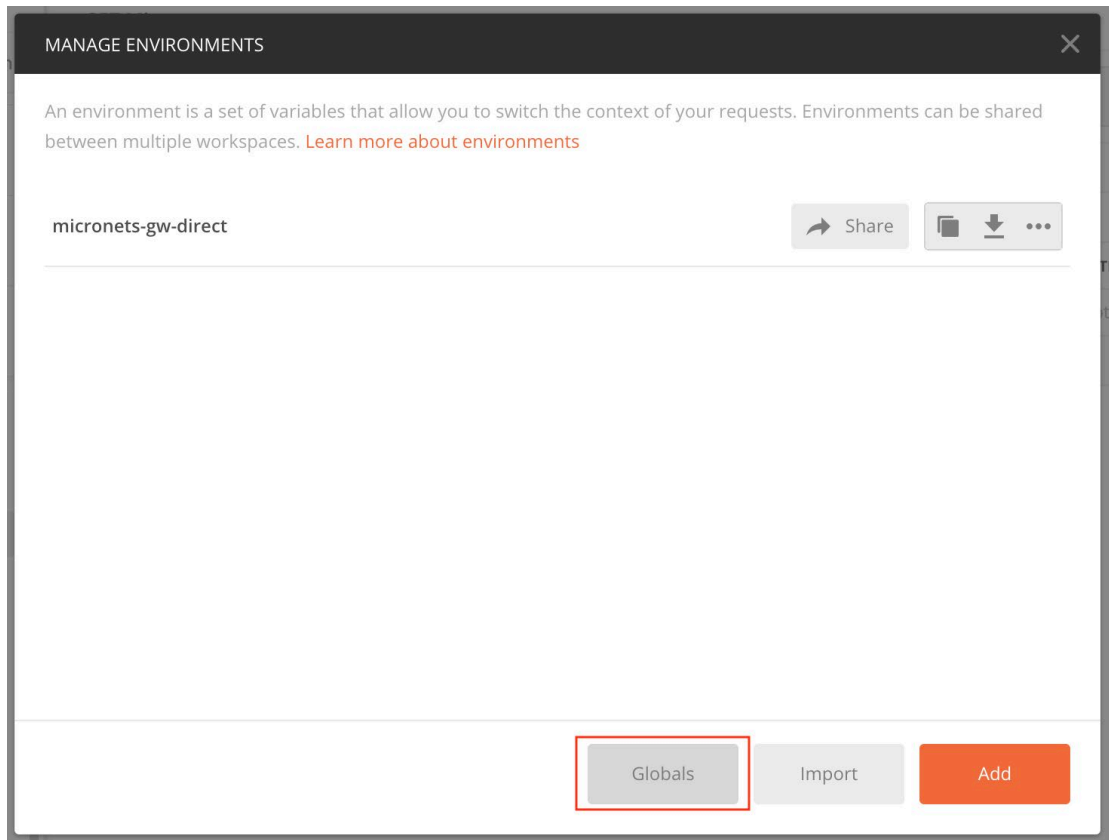 MANAGE ENVIRONMENTS
An environment is a set of variables that allow you to switch the context of your requests. Environments can be shared
between multiple workspaces. Learn more about environments
micronets-gw-direct
Share
Globals
Import
Add